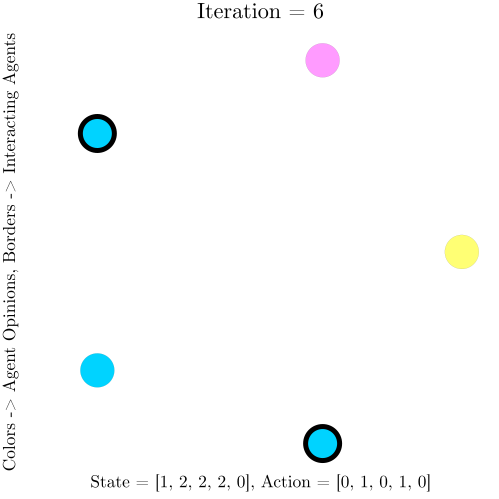 Iteration = 6
Colors -> Agent Opinions, Borders -> Interacting Agents
State = [1, 2, 2, 2, 0], Action = [0, 1, 0, 1, 0]